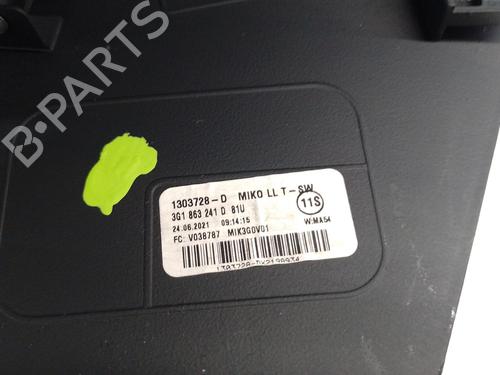 B-PARTS
1303728-D MIKO LL T-SW
3G1 863 241 D 81U
11S
24.06.2021 09:14:15
W:MA54
FC: V038787 MIK3G0V01